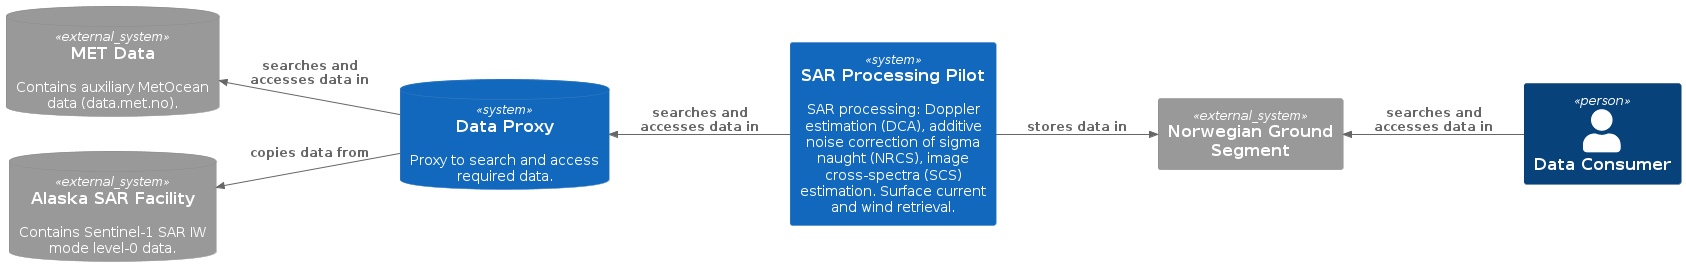 «external_system»
MET Data
Contains auxiliary MetOcean
data (data.met.no).
«external_system»
Alaska SAR Facility
Contains Sentinel-1 SAR IW
mode level-0 data.
searches and
accesses data in
copies data from
«system»
Data Proxy
Proxy to search and access
required data.
searches and
accesses data in
«system»
SAR Processing Pilot
SAR processing: Doppler
estimation (DCA), additive
noise correction of sigma
naught (NRCS), image
cross-spectra (SCS)
estimation. Surface current
and wind retrieval.
stores data in
«external_system»
Norwegian Ground
Segment
searches and
accesses data in
«person»
Data Consumer